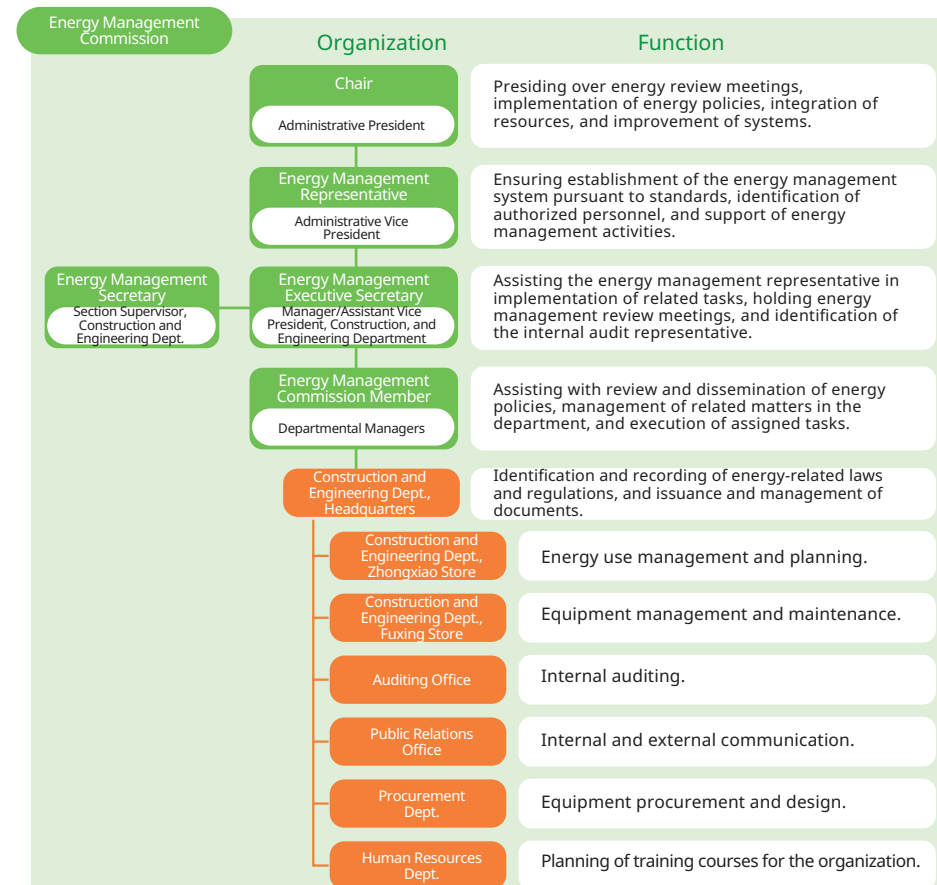 Energy Management
Commission
Organization
Function
Chair
Administrative President
Presiding over energy review meetings,
implementation of energy policies, integration of
resources, and improvement of systems.
Energy Management
Representative
Administrative Vice
President
Ensuring establishment of the energy management
system pursuant to standards, identification of
authorized personnel, and support of energy
management activities.
Energy Management
Secretary
Section Supervisor,
Construction and
Engineering Dept.
Energy Management
Executive Secretary
Manager/Assistant Vice
President, Construction, and
Engineering Department
Assisting the energy management representative in
implementation of related tasks, holding energy
management review meetings, and identification of
the internal audit representative.
Energy Management
Commission Member
Departmental Managers
Assisting with review and dissemination of energy
policies, management of related matters in the
department, and execution of assigned tasks.
Construction and
Engineering Dept.,
Headquarters
Identification and recording of energy-related laws
and regulations, and issuance and management of
documents.
Construction and
Engineering Dept.,
Zhongxiao Store
Energy use management and planning.
Construction and
Engineering Dept.,
Fuxing Store
Equipment management and maintenance.
Auditing Office
Internal auditing.
Public Relations
Office
Internal and external communication.
Procurement
Dept.
Equipment procurement and design.
Human Resources
Dept.
Planning of training courses for the organization.